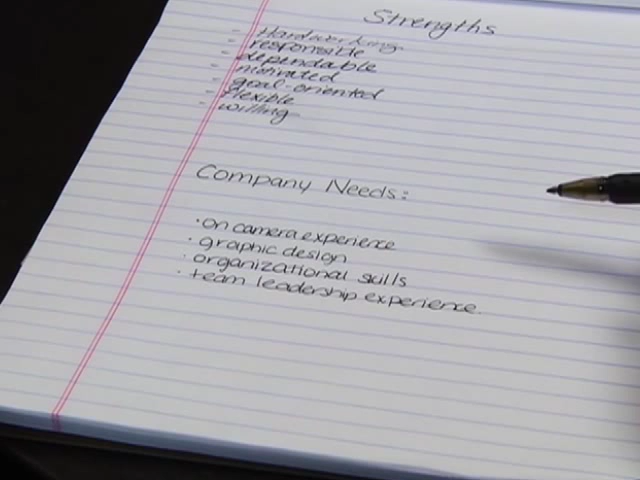 Strengths
- Hardworking
- responsible
- dependable
- motivated
- goal-oriented
- flexible
- willing
Company Needs:
· On camera experience
· graphic design
· organizational skills
· team leadership experience.